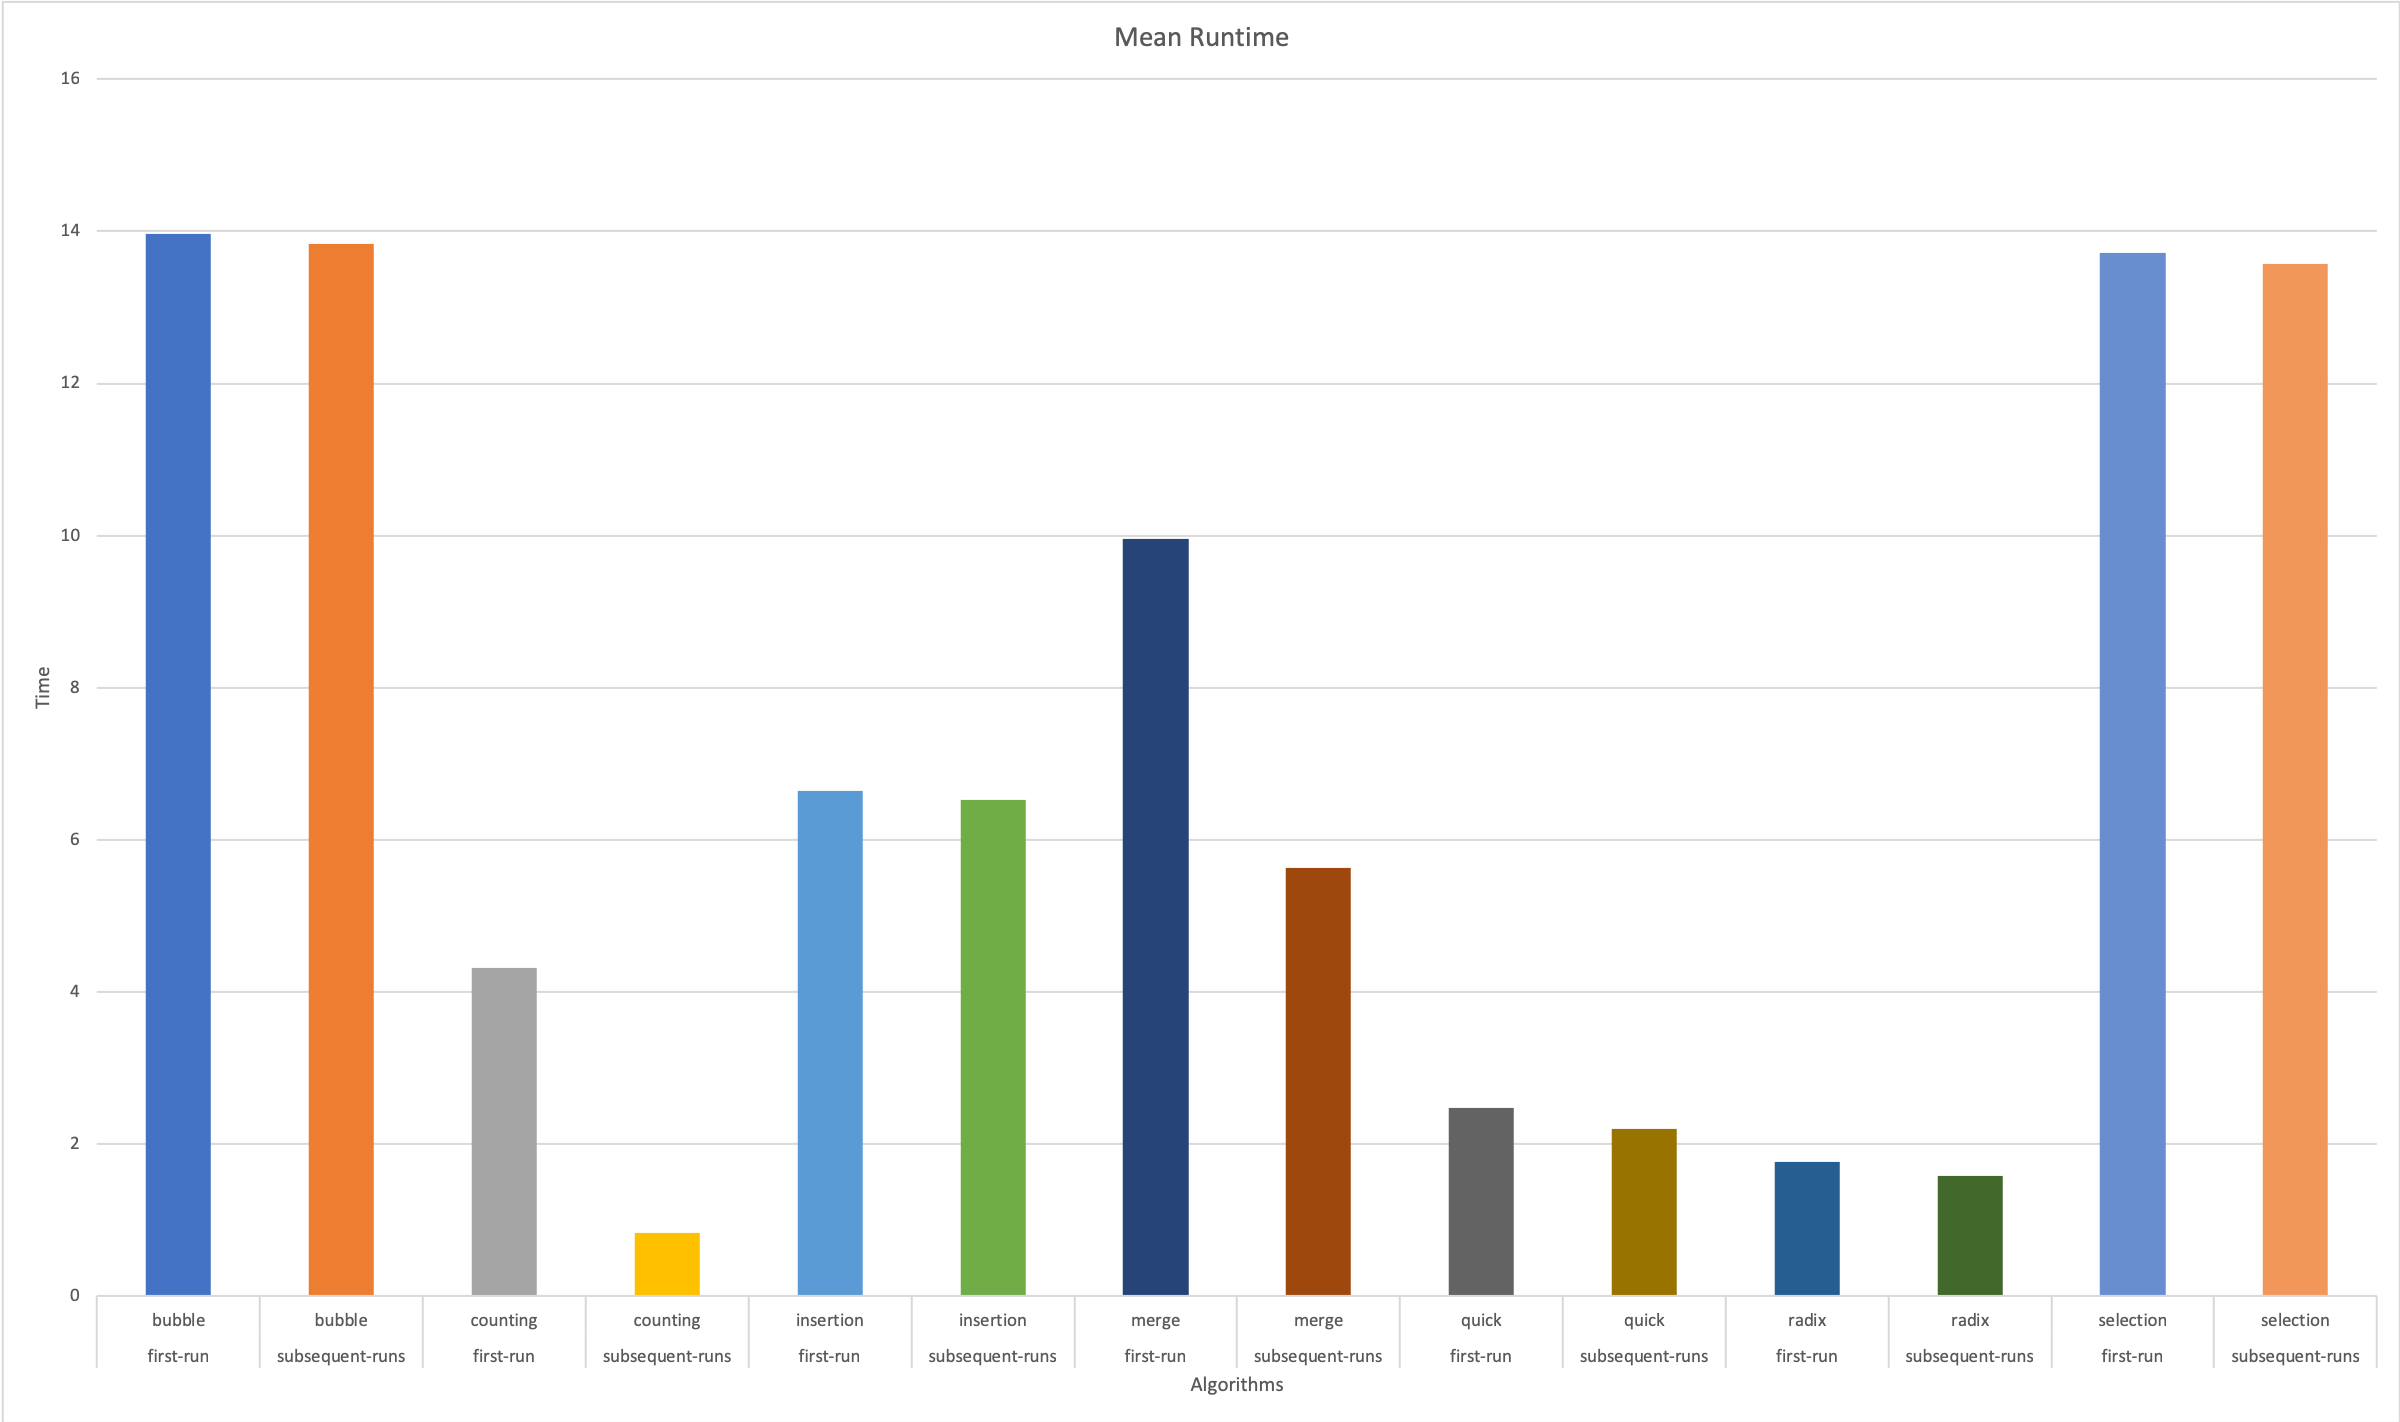 Mean Runtime
16
14
12
10
8
6
4
2
0
Time
bubble bubble counting counting insertion insertion merge merge quick quick radix radix selection selection
first-run subsequent-runs first-run subsequent-runs first-run subsequent-runs first-run subsequent-runs first-run subsequent-runs first-run subsequent-runs first-run subsequent-runs
Algorithms